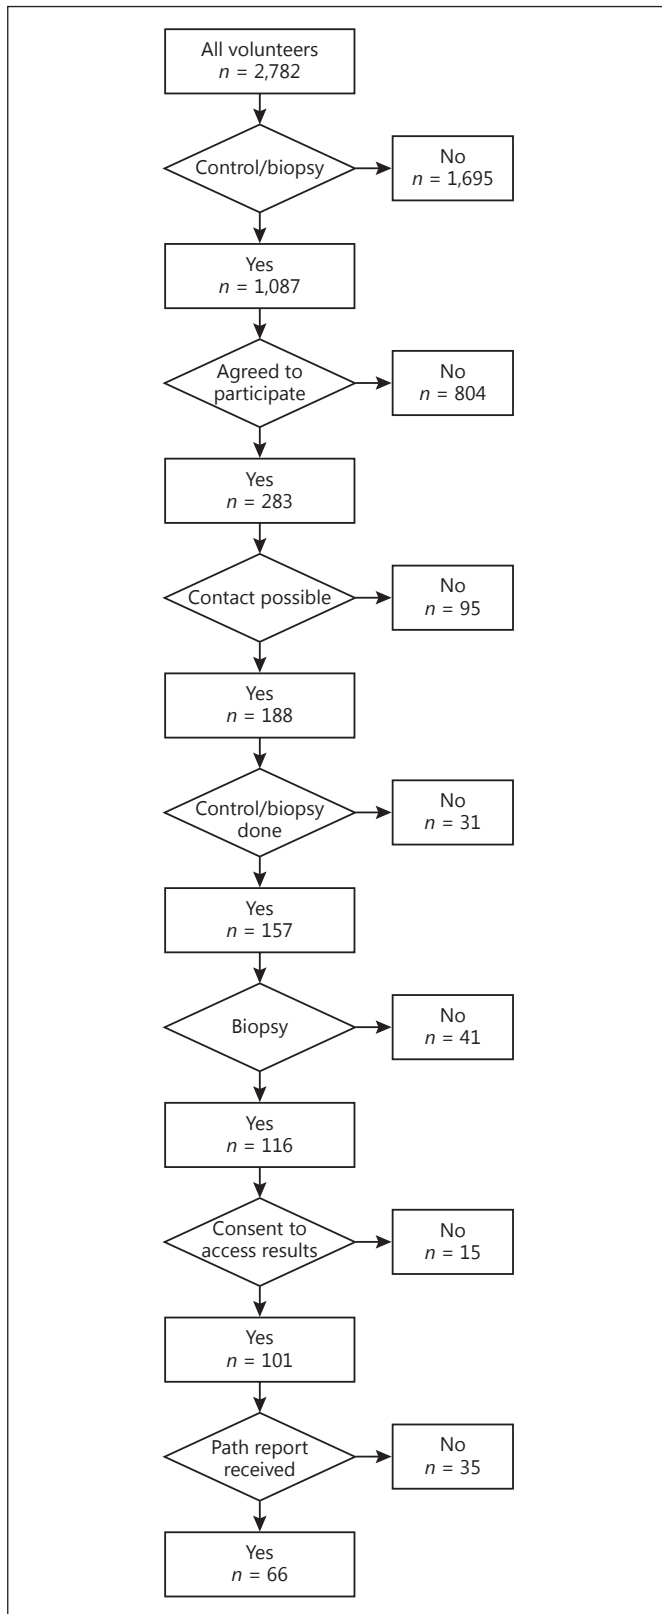 All volunteers
n = 2,782
Control/biopsy
No
n = 1,695
Yes
n = 1,087
Agreed to
participate
No
n = 804
Yes
n = 283
Contact possible
No
n = 95
Yes
n = 188
Control/biopsy
done
No
n = 31
Yes
n = 157
Biopsy
No
n = 41
Yes
n = 116
Consent to
access results
No
n = 15
Yes
n = 101
Path report
received
No
n = 35
Yes
n = 66